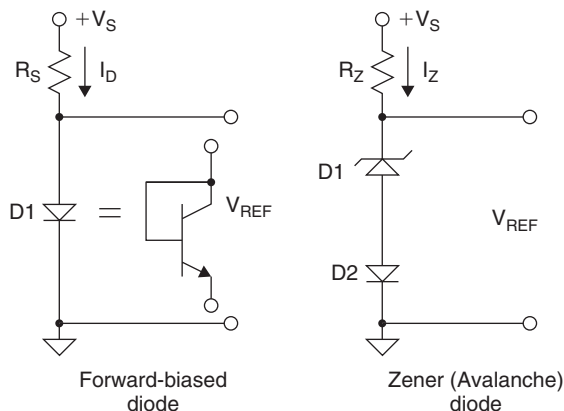 +VS
RS
ID
D1
=
VREF
Forward-biased
diode
+VS
RZ
IZ
D1
D2
VREF
Zener (Avalanche)
diode